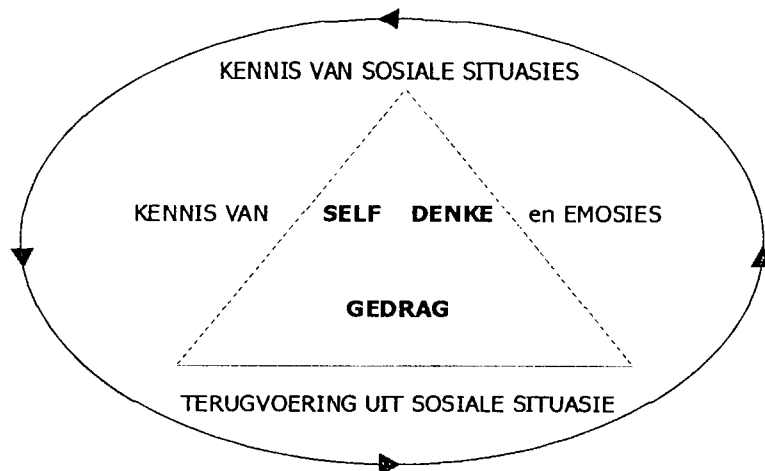 KENNIS VAN SOSIALE SITUASIES
KENNIS VAN SELF DENKE en EMOSIES
GEDRAG
TERUGVOERING UIT SOSIALE SITUASIE